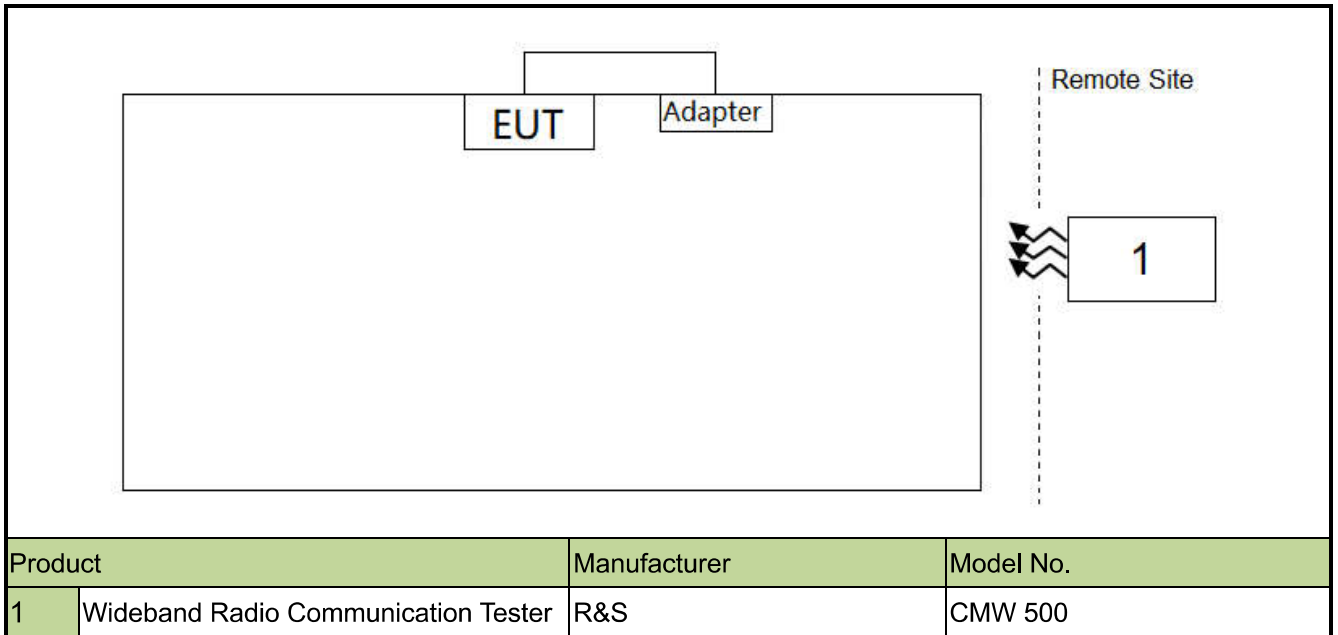 Remote Site
EUT
Adapter
1
Product Manufacturer Model No.
1 Wideband Radio Communication Tester R&S CMW 500